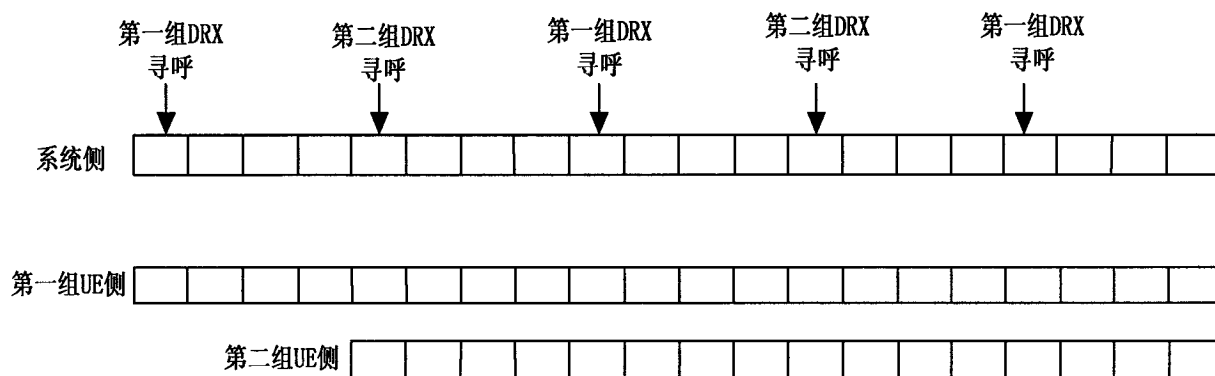 第一组DRX
寻呼
第二组DRX
寻呼
第一组DRX
寻呼
第二组DRX
寻呼
第一组DRX
寻呼
系统侧
第一组UE侧
第二组UE侧